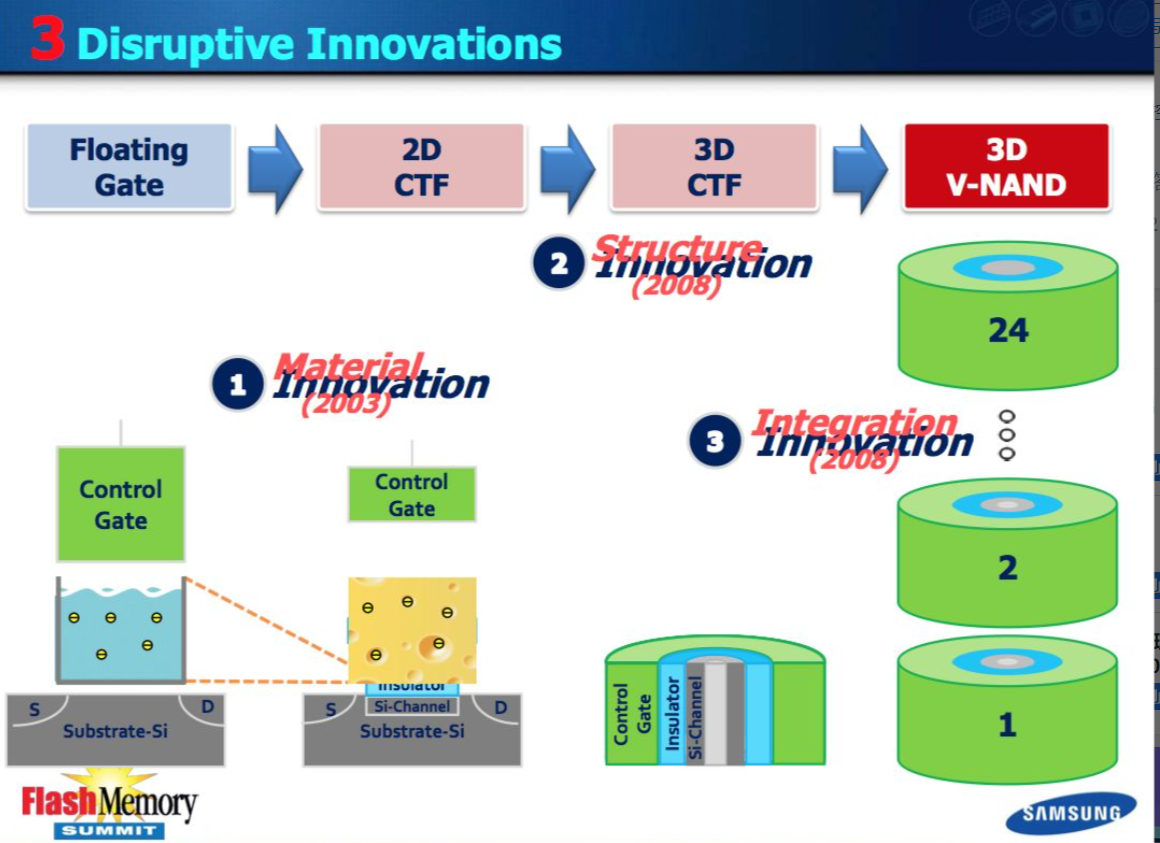 3 Disruptive Innovations
Floating
Gate
2D
CTF
3D
CTF
3D
V-NAND
2 Structure
Innovation
(2008)
24
1 Material
Innovation
(2003)
3 Integration
Innovation
(2008)
Control
Gate
Control
Gate
2
Insulator
S
D
Substrate-Si
S
Si-Channel
D
Substrate-Si
Control
Gate
Insulator
Si-Channel
1
FlashMemory
SUMMIT
SAMSUNG